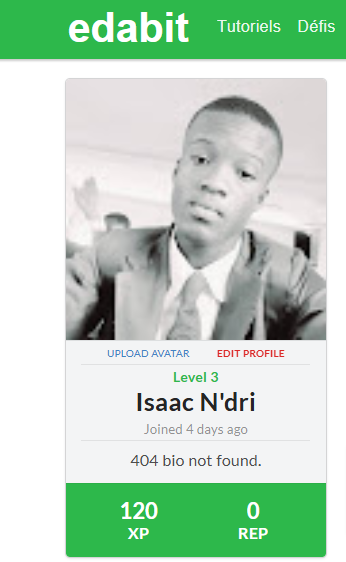 edabit Tutoriels Défis
UPLOAD AVATAR EDIT PROFILE
Level 3
Isaac N'dri
Joined 4 days ago
404 bio not found.
120 0
XP REP